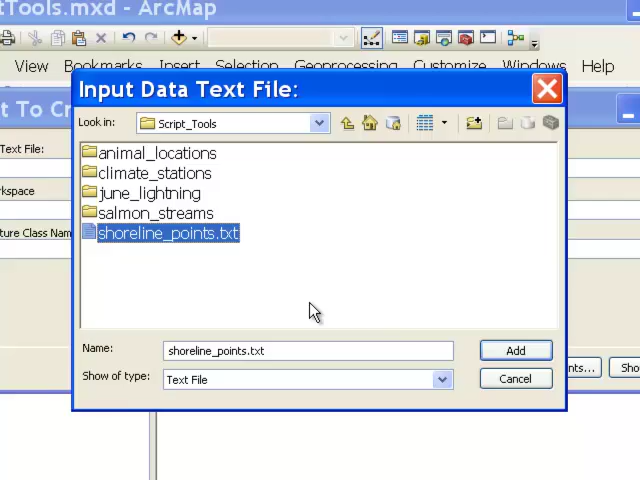 tTools.mxd - ArcMap
View Bookmarks Insert Selection Geoprocessing Customize Windows Help
t To Cr
Text File:
rkspace
ture Class Name
Input Data Text File:
Look in: Script_Tools
animal_locations
climate_stations
june_lightning
salmon_streams
shoreline_points.txt
Name: shoreline_points.txt Add
Show of type: Text File Cancel
nts... Sho